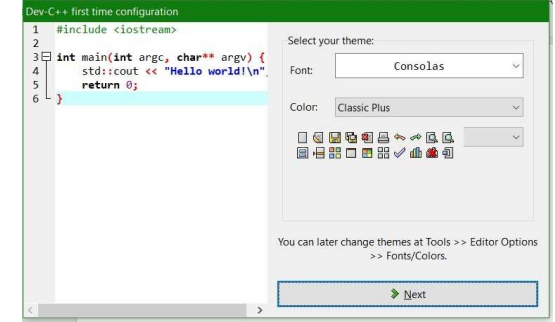 Dev-C++ first time configuration
1 #include <iostream>
2
3 int main(int argc, char** argv) {
4 std::cout << "Hello world!\n"
5 return 0;
6 }
Select your theme:
Font: Consolas
Color: Classic Plus
You can later change themes at Tools >> Editor Options
>> Fonts/Colors.
Next